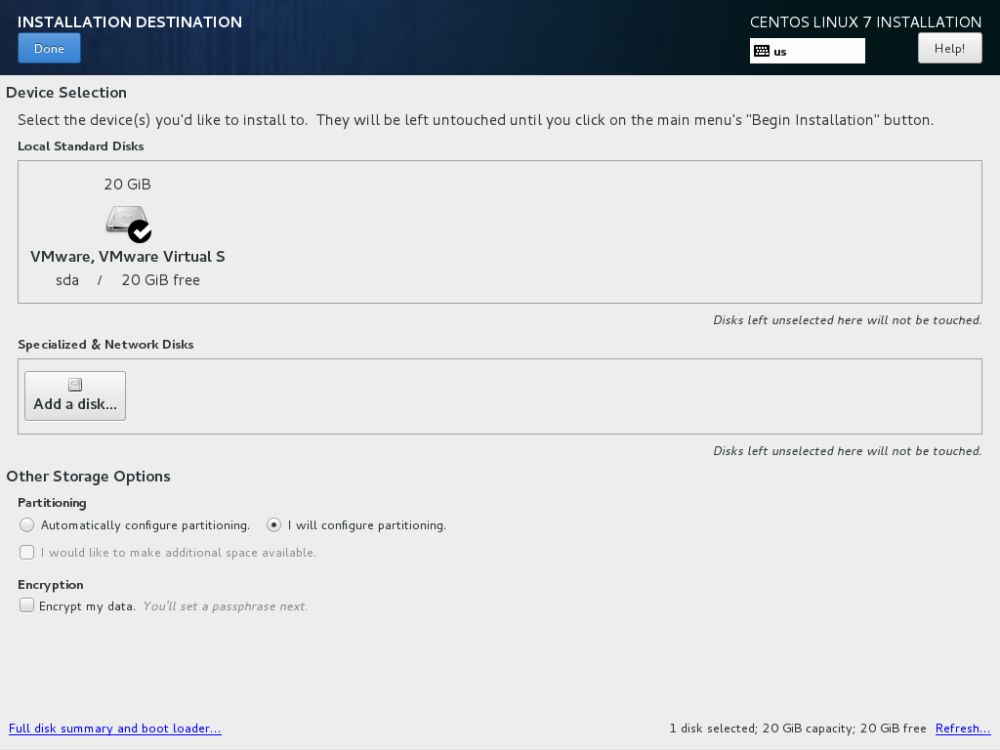 INSTALLATION DESTINATION
CENTOS LINUX 7 INSTALLATION
Done
us
Help!
Device Selection
Select the device(s) you'd like to install to.  They will be left untouched until you click on the main menu's "Begin Installation" button.
Local Standard Disks
20 GiB
VMware, VMware Virtual S
sda / 20 GiB free
Disks left unselected here will not be touched.
Specialized & Network Disks
Add a disk...
Disks left unselected here will not be touched.
Other Storage Options
Partitioning
Automatically configure partitioning. I will configure partitioning.
I would like to make additional space available.
Encryption
Encrypt my data. You'll set a passphrase next.
Full disk summary and boot loader... 1 disk selected; 20 GiB capacity; 20 GiB free Refresh...